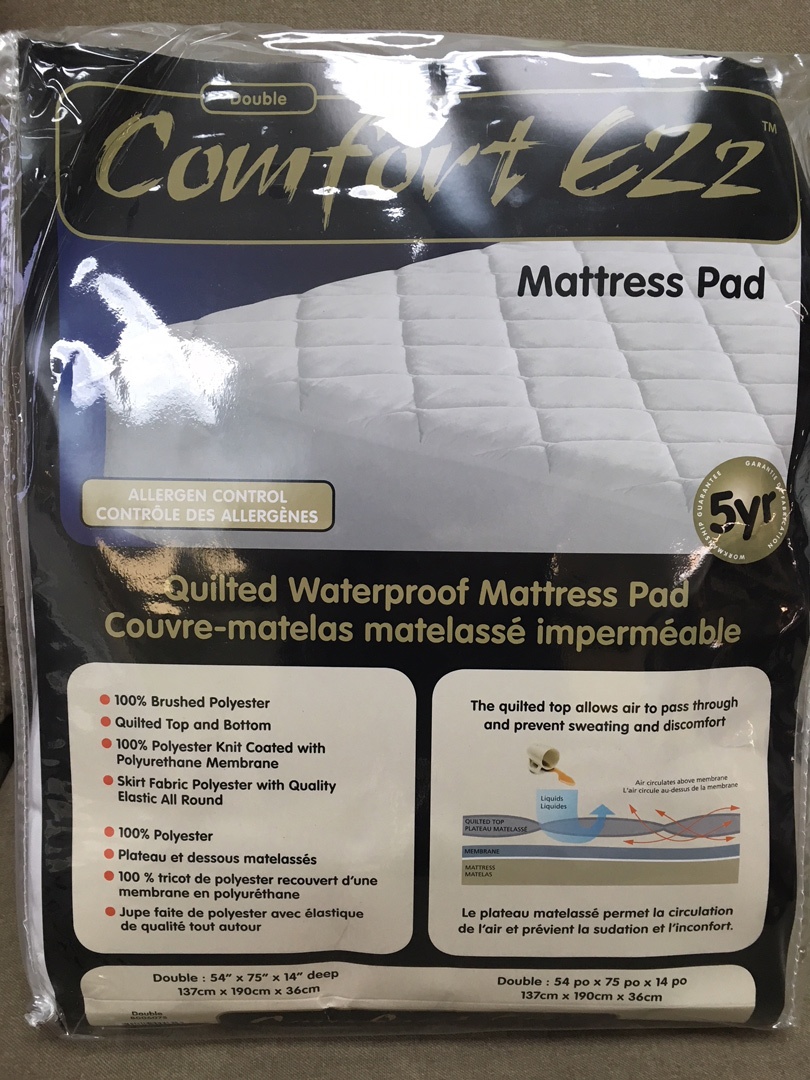 Double
Comfort EZz™
Mattress Pad
ALLERGEN CONTROL
CONTRÔLE DES ALLERGÈNES
5yr
WORKMANSHIP GUARANTEE
GARANTIE DE FABRICATION
Quilted Waterproof Mattress Pad
Couvre-matelas matelassé imperméable
100% Brushed Polyester
Quilted Top and Bottom
100% Polyester Knit Coated with
Polyurethane Membrane
Skirt Fabric Polyester with Quality
Elastic All Round
100% Polyester
Plateau et dessous matelassés
100 % tricot de polyester recouvert d'une
membrane en polyuréthane
Jupe faite de polyester avec élastique
de qualité tout autour
The quilted top allows air to pass through
and prevent sweating and discomfort
Air circulates above membrane
L'air circule au-dessus de la membrane
Liquids
Liquides
QUILTED TOP
PLATEAU MATELASSÉ
MEMBRANE
MATTRESS
MATELAS
Le plateau matelassé permet la circulation
de l'air et prévient la sudation et l'inconfort.
Double : 54" x 75" x 14" deep
137cm x 190cm x 36cm
Double : 54 po x 75 po x 14 po
137cm x 190cm x 36cm
Double